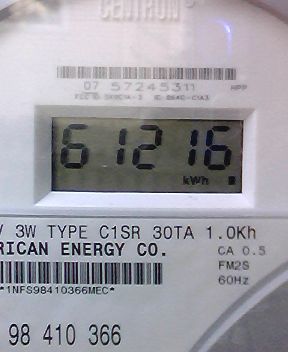 CENTRON
07 57245311
61216
kWh
V 3W TYPE C1SR 30TA 1.0Kh
RICAN ENERGY CO.
CA 0.5
FM2S
60Hz
*1NFS98410366MEC*
98 410 366